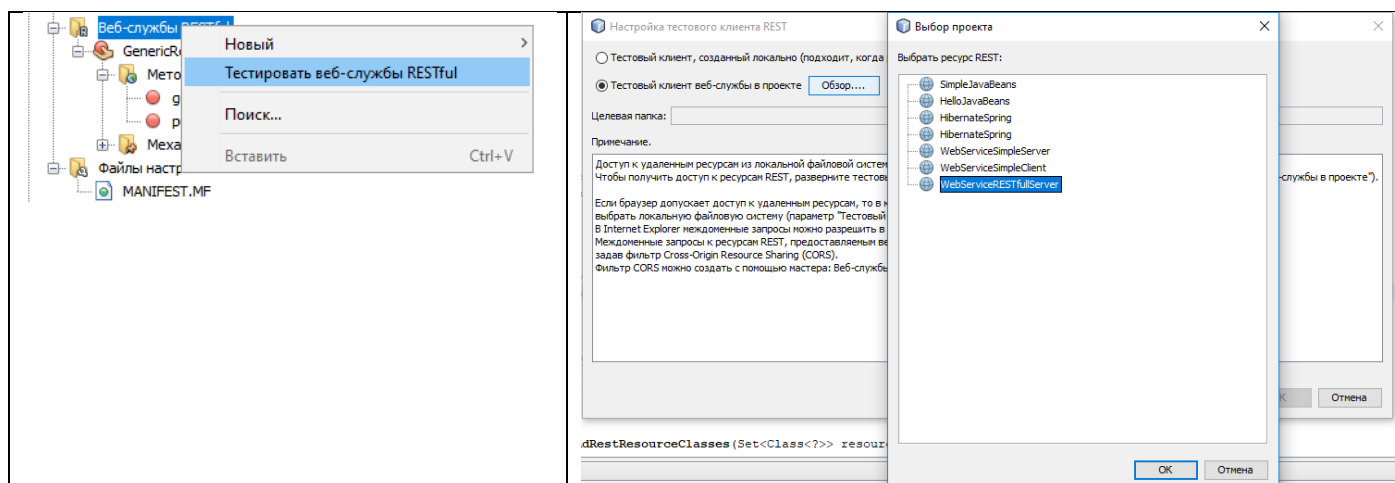 Веб-службы RESTful
GenericRe
Мето
g
p
Меха
Файлы настр
MANIFEST.MF
Новый
Тестировать веб-службы RESTful
Поиск...
Вставить Ctrl+V
Настройка тестового клиента REST
Тестовый клиент, созданный локально (подходит, когда
Тестовый клиент веб-службы в проекте Обзор....
Целевая папка:
Примечание.
Доступ к удаленным ресурсам из локальной файловой систем
Чтобы получить доступ к ресурсам REST, разверните тестовы
-службы в проекте").
Если браузер допускает доступ к удаленным ресурсам, то в к
выбрать локальную файловую систему (параметр "Тестовый
В Internet Explorer междоменные запросы можно разрешить в
Междоменные запросы к ресурсам REST, предоставляемым ве
задав фильтр Cross-Origin Resource Sharing (CORS).
Фильтр CORS можно создать с помощью мастера: Веб-службы
Отмена
dRestResourceClasses(Set<Class<?>> resour
Выбор проекта
Выбрать ресурс REST:
SimpleJavaBeans
HelloJavaBeans
HibernateSpring
HibernateSpring
WebServiceSimpleServer
WebServiceSimpleClient
WebServiceRESTfullServer
OK Отмена